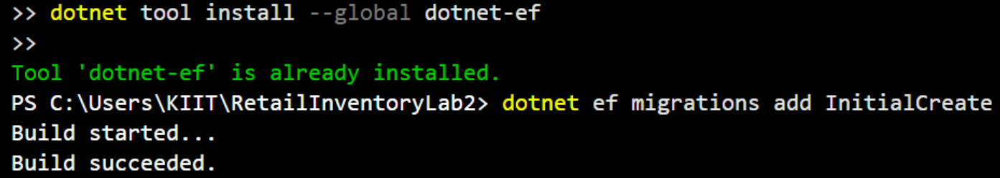 >> dotnet tool install --global dotnet-ef
>>
Tool 'dotnet-ef' is already installed.
PS C:\Users\KIIT\RetailInventoryLab2> dotnet ef migrations add InitialCreate
Build started...
Build succeeded.